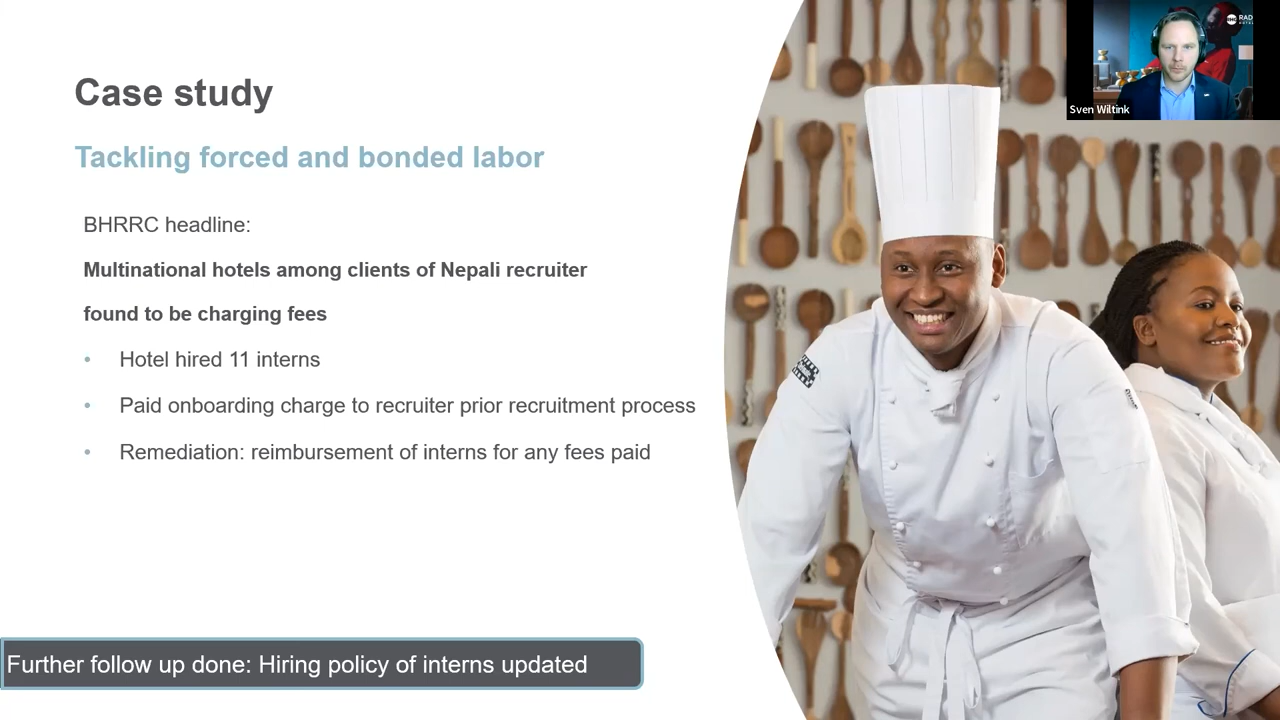 Case study
Tackling forced and bonded labor
BHRRC headline:
Multinational hotels among clients of Nepali recruiter
found to be charging fees
• Hotel hired 11 interns
• Paid onboarding charge to recruiter prior recruitment process
• Remediation: reimbursement of interns for any fees paid
Further follow up done: Hiring policy of interns updated
RAD
Sven Wiltink